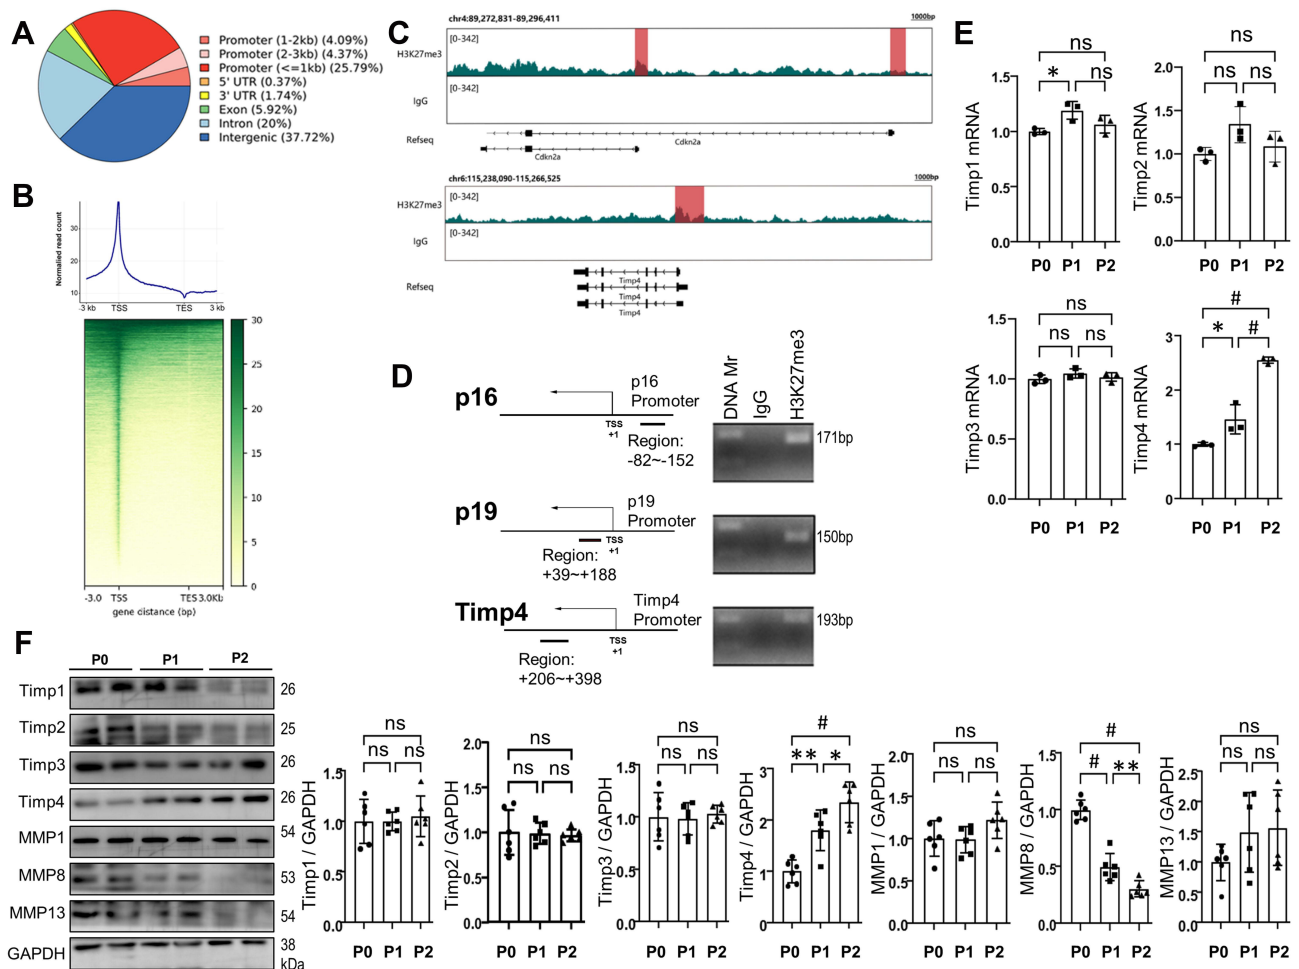 A
Promoter (1-2kb) (4.09%)
Promoter (2-3kb) (4.37%)
Promoter (<=1kb) (25.79%)
5' UTR (0.37%)
3' UTR (1.74%)
Exon (5.92%)
Intron (20%)
Intergenic (37.72%)
B
Normalied read count
30
20
10
-3 kb TSS TES 3 kb
30
25
20
15
10
5
0
-3.0 TSS TES 3.0Kb
gene distance (bp)
C
chr4:89,272,831-89,296,411 1000bp
H3K27me3 [0-342]
IgG [0-342]
Refseq
Cdkn2a
Cdkn2a
chr6:115,238,090-115,266,525 1000bp
H3K27me3 [0-342]
IgG [0-342]
Refseq
Timp4
Timp4
Timp4
D
DNA Mr IgG H3K27me3
p16
p16
Promoter
TSS
+1
Region:
-82~-152
171bp
p19
p19
Promoter
TSS
+1
Region:
+39~+188
150bp
Timp4
Timp4
Promoter
TSS
+1
Region:
+206~+398
193bp
E
Timp1 mRNA
ns
* ns
1.5
1.0
0.5
0.0
P0 P1 P2
Timp2 mRNA
ns
ns ns
2.0
1.5
1.0
0.5
0.0
P0 P1 P2
Timp3 mRNA
ns
ns ns
1.5
1.0
0.5
0.0
P0 P1 P2
Timp4 mRNA
#
* #
3
2
1
0
P0 P1 P2
F
P0 P1 P2
Timp1 26
Timp2 25
Timp3 26
Timp4 26
MMP1 54
MMP8 53
MMP13 54
GAPDH 38
kDa
Timp1 / GAPDH
ns
ns ns
1.5
1.0
0.5
0.0
P0 P1 P2
Timp2 / GAPDH
ns
ns ns
2.0
1.5
1.0
0.5
0.0
P0 P1 P2
Timp3 / GAPDH
ns
ns ns
1.5
1.0
0.5
0.0
P0 P1 P2
Timp4 / GAPDH
#
** *
3
2
1
0
P0 P1 P2
MMP1 / GAPDH
ns
ns ns
2.0
1.5
1.0
0.5
0.0
P0 P1 P2
MMP8 / GAPDH
#
# **
1.5
1.0
0.5
0.0
P0 P1 P2
MMP13 / GAPDH
ns
ns ns
2.5
2.0
1.5
1.0
0.5
0.0
P0 P1 P2